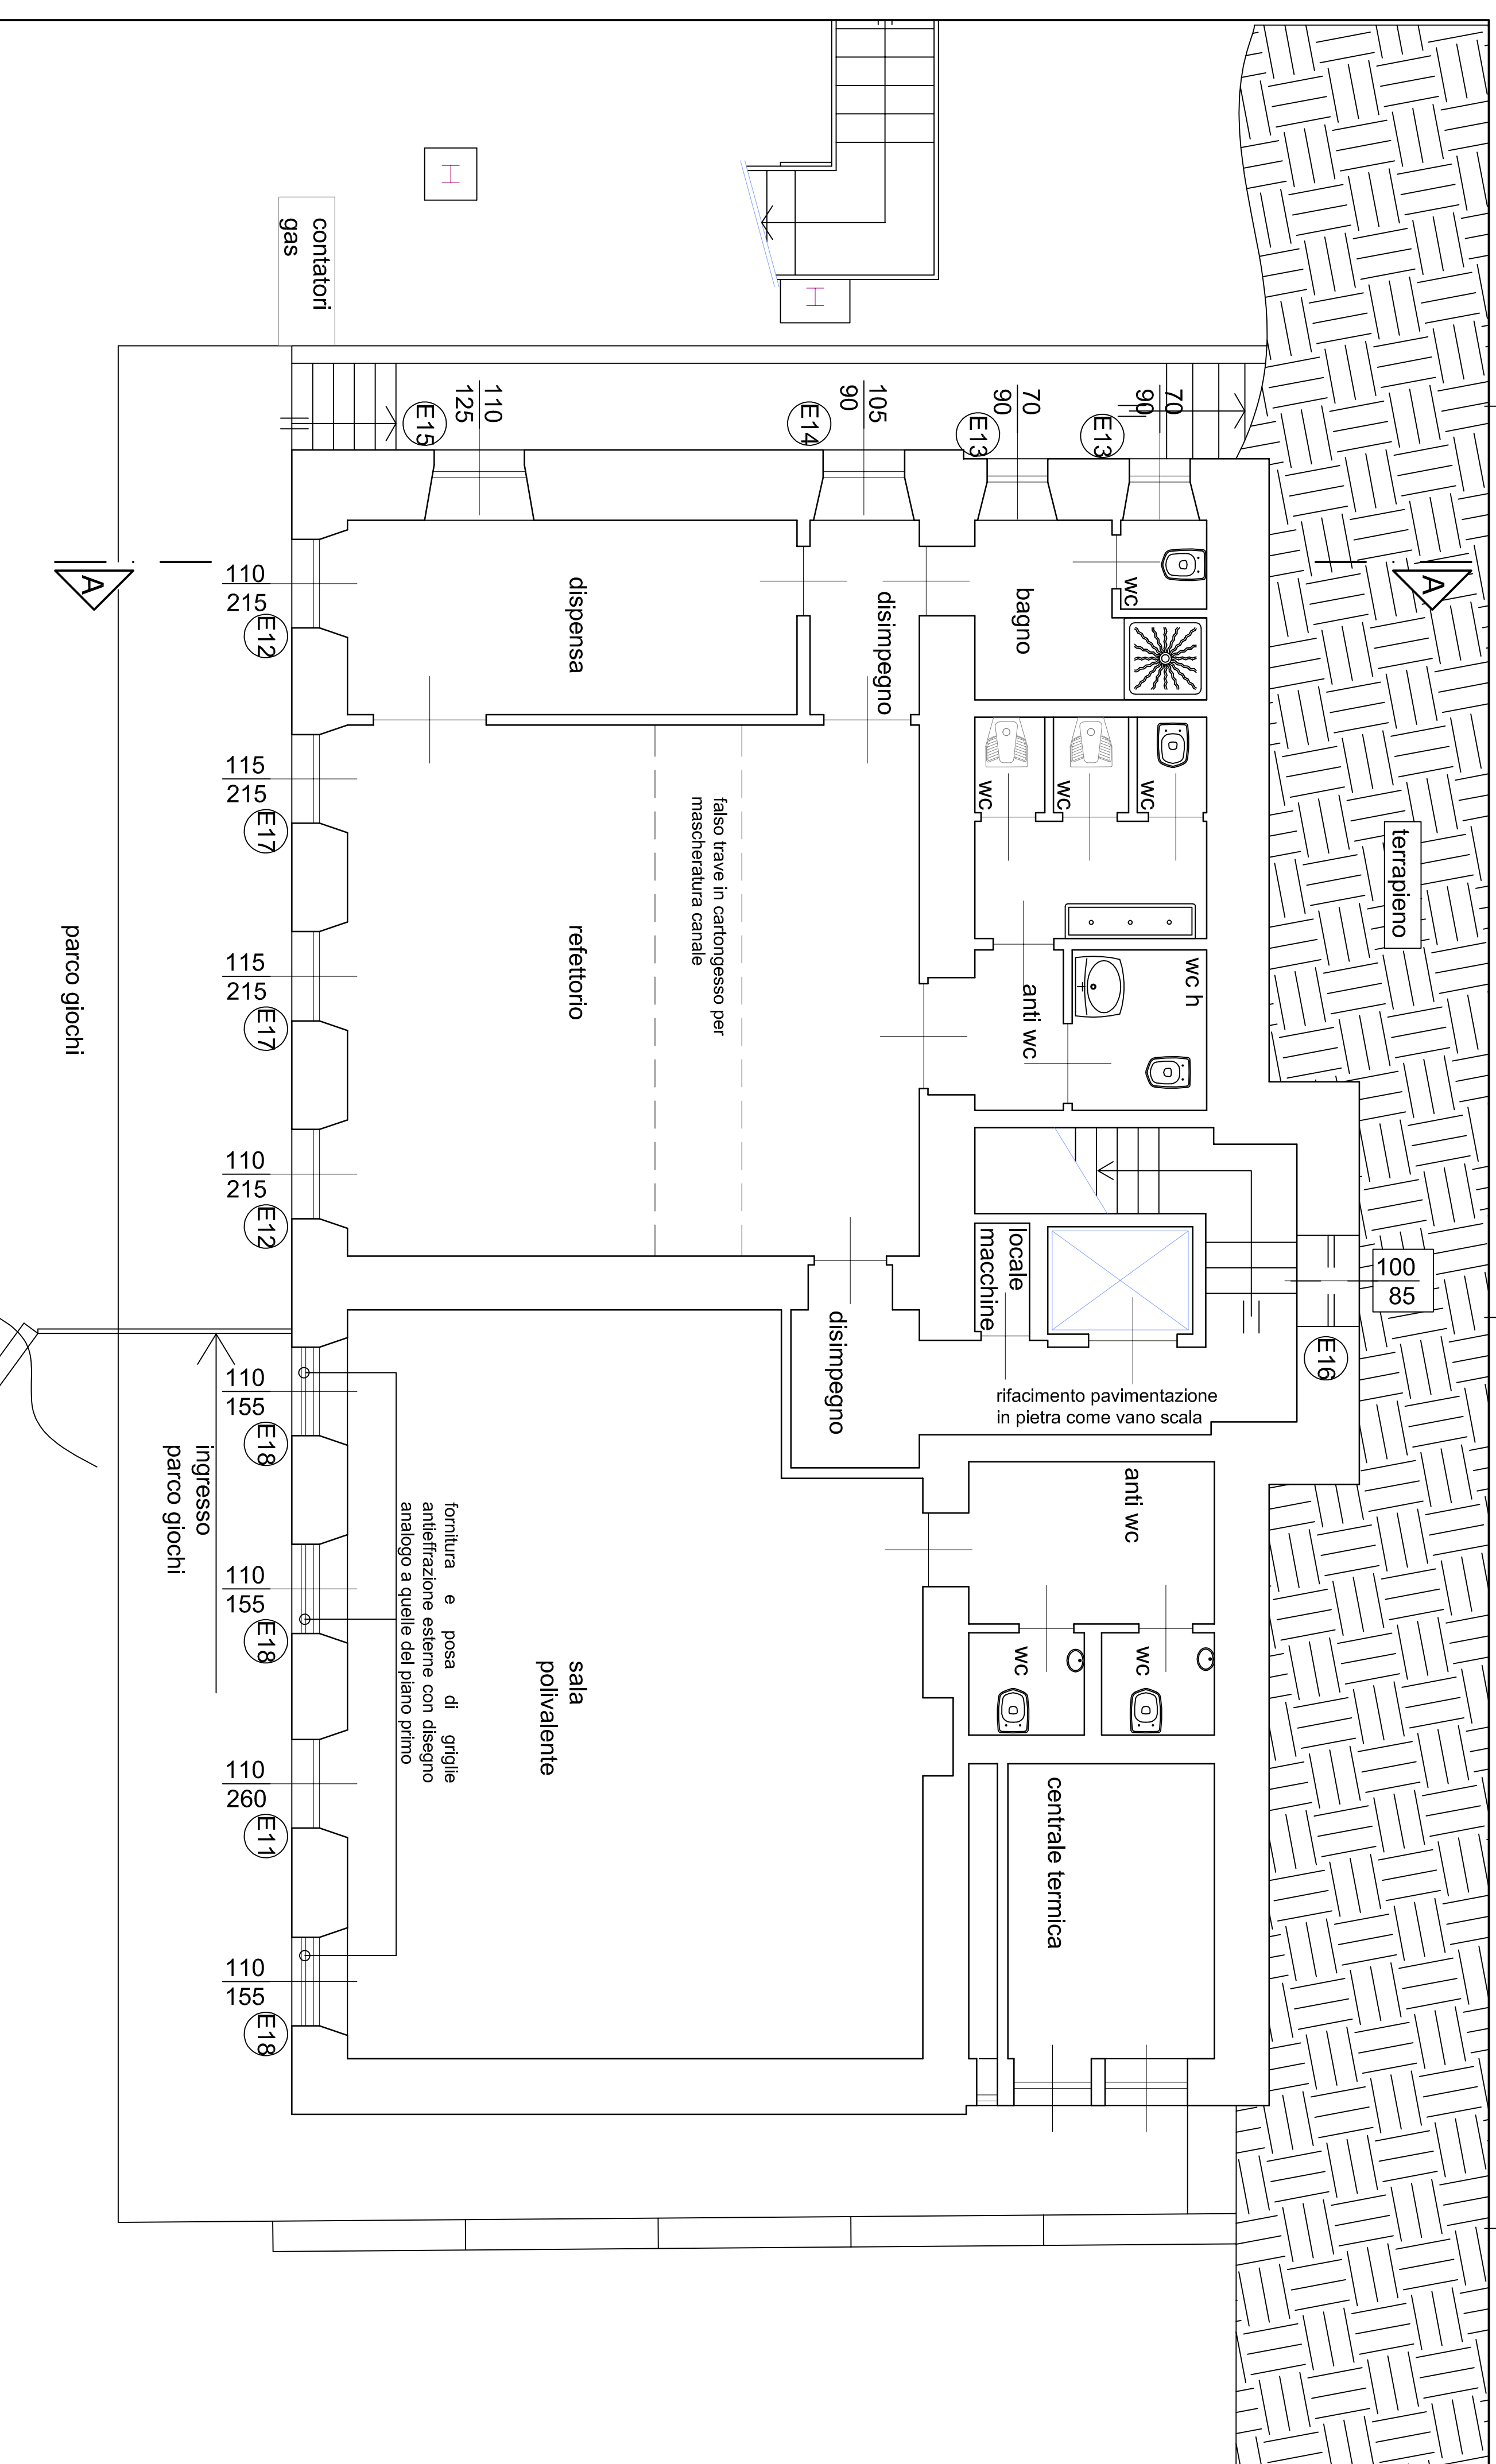 contatori
gas
H
H
110
125
E15
105
90
E14
70
90
E13
70
90
E13
A
A
terrapieno
wc
bagno
disimpegno
dispensa
wc
wc
wc
wc h
anti wc
falso trave in cartongesso per
mascheratura canale
refettorio
parco giochi
110
215
E12
115
215
E17
115
215
E17
110
215
E12
locale
macchine
100
85
E16
rifacimento pavimentazione
in pietra come vano scala
disimpegno
anti wc
wc
wc
centrale termica
sala
polivalente
fornitura e posa di griglie
antieffrazione esterne con disegno
analogo a quelle del piano primo
ingresso
parco giochi
110
155
E18
110
155
E18
110
260
E11
110
155
E18